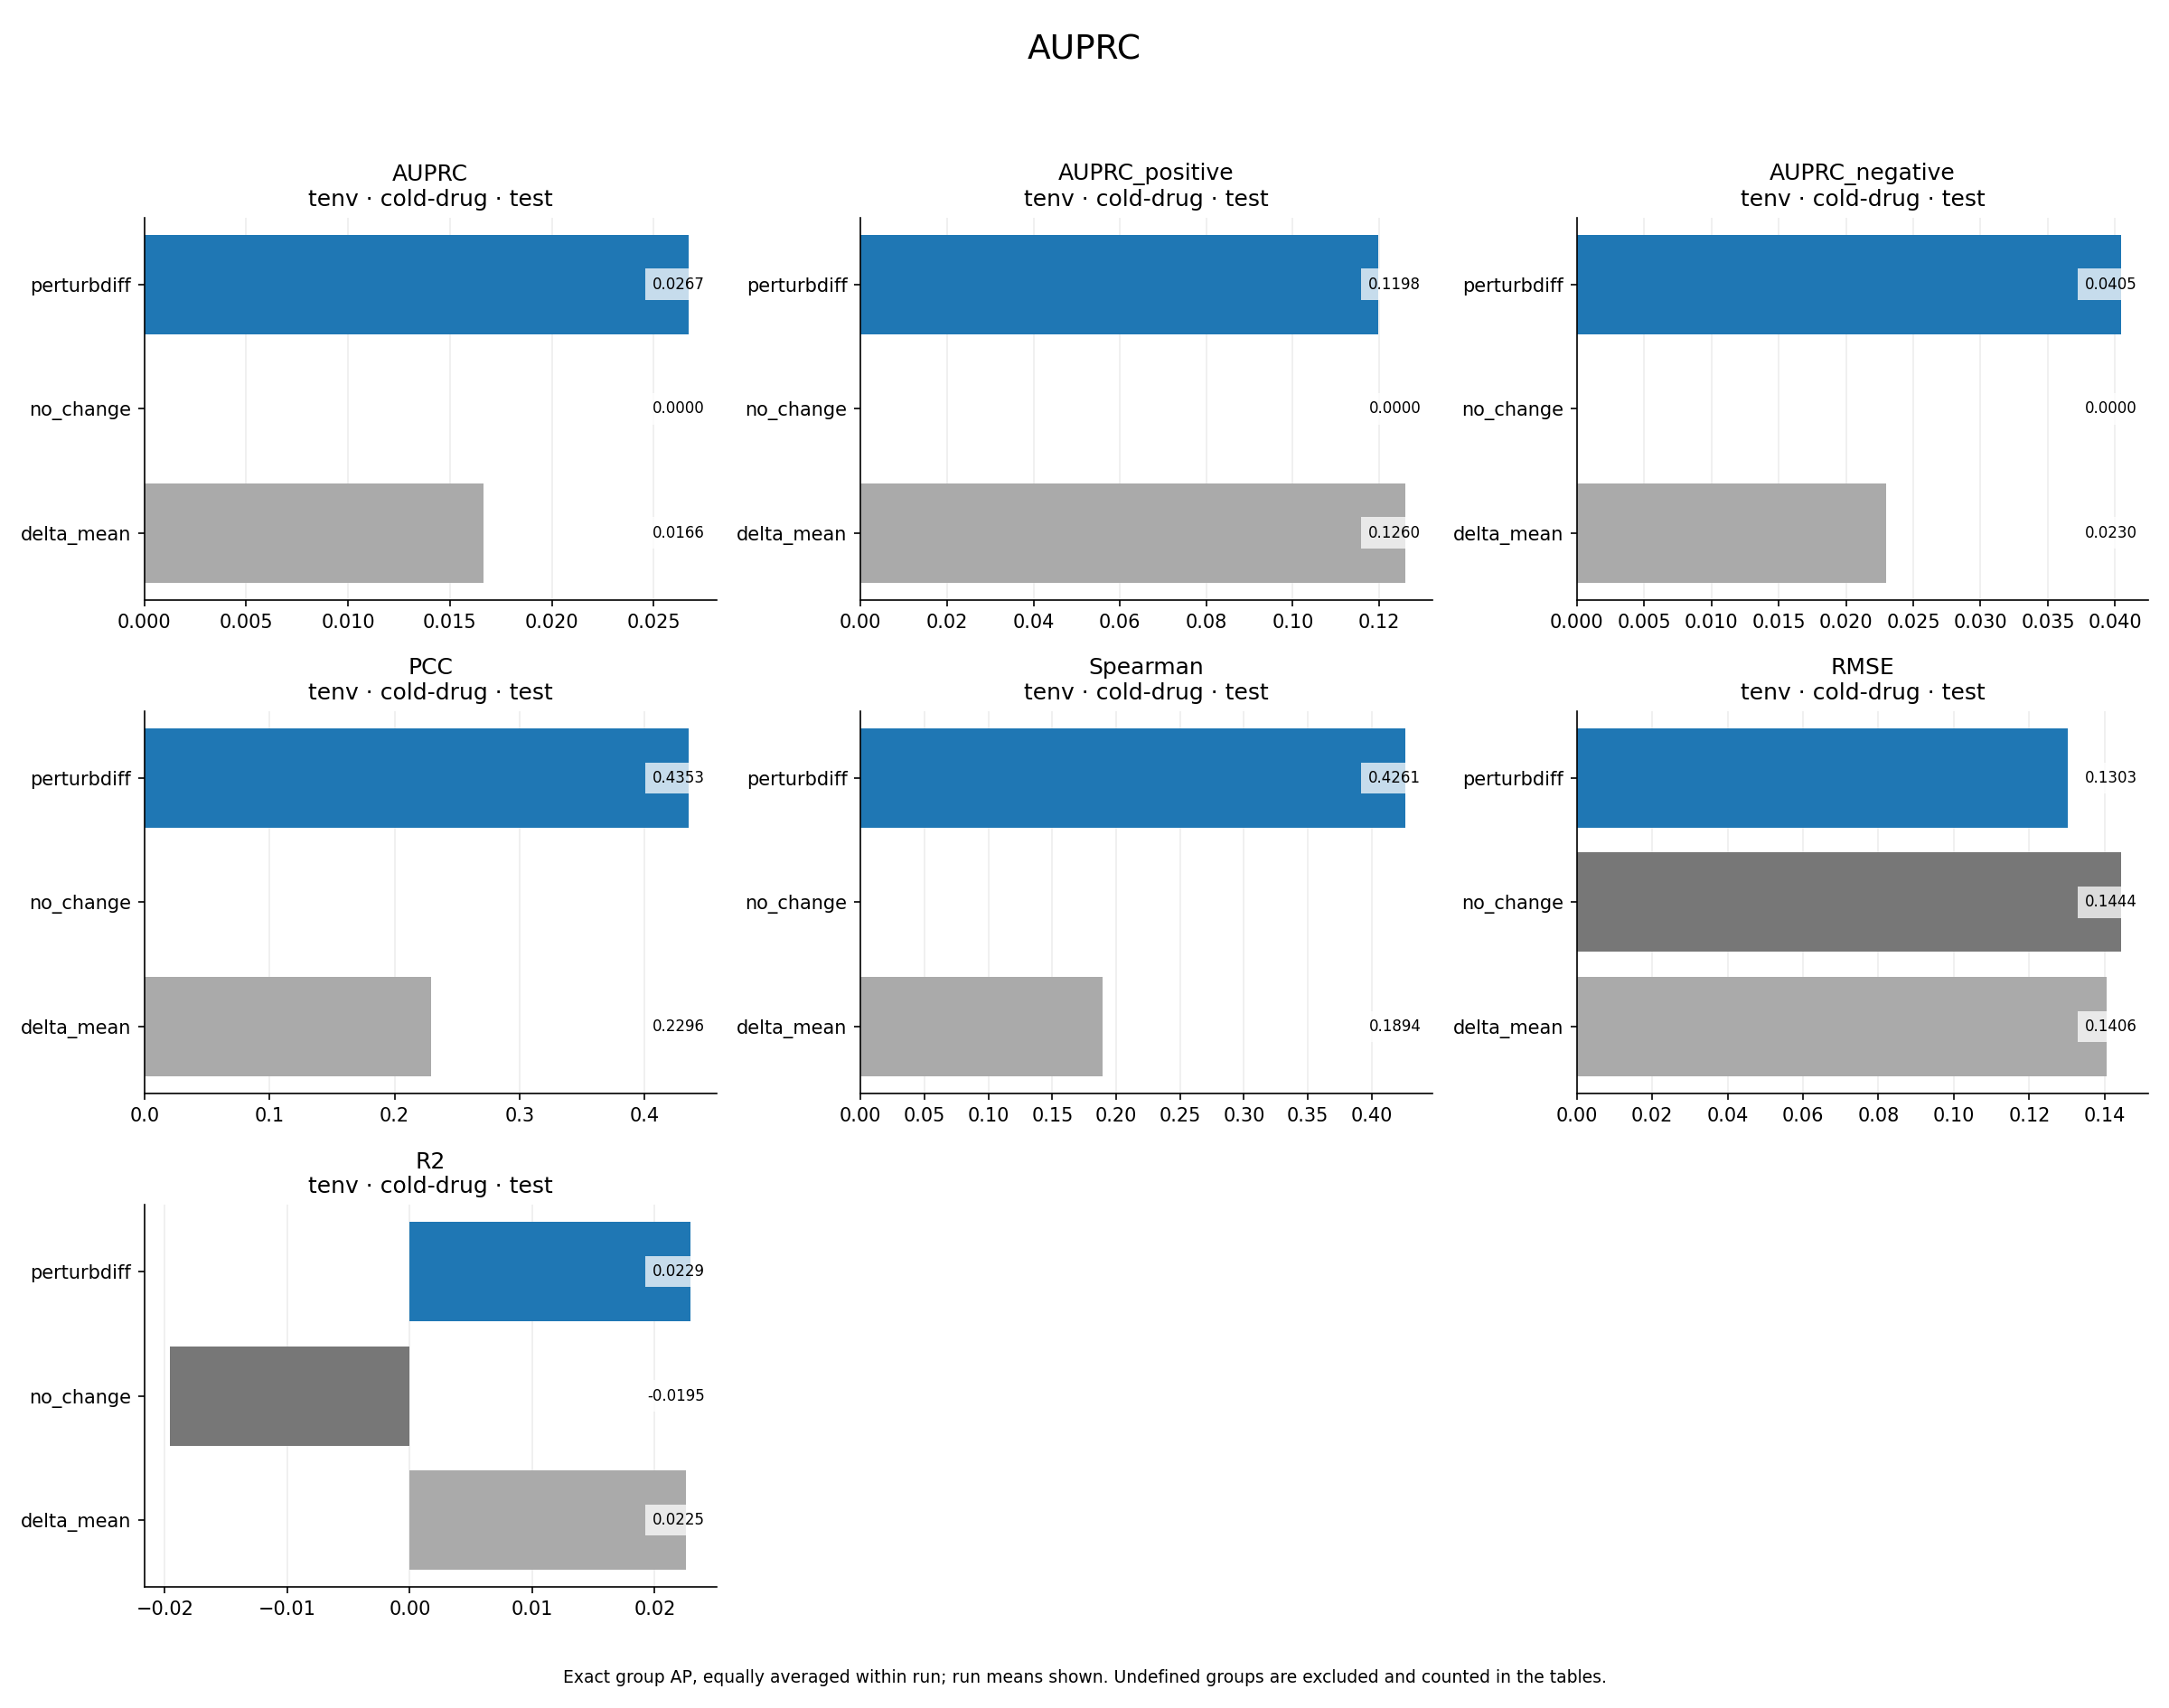 AUPRC
AUPRC
tenv · cold-drug · test
perturbdiff
no_change
delta_mean
0.0267
0.0000
0.0166
0.000 0.005 0.010 0.015 0.020 0.025
AUPRC_positive
tenv · cold-drug · test
perturbdiff
no_change
delta_mean
0.1198
0.0000
0.1260
0.00 0.02 0.04 0.06 0.08 0.10 0.12
AUPRC_negative
tenv · cold-drug · test
perturbdiff
no_change
delta_mean
0.0405
0.0000
0.0230
0.000 0.005 0.010 0.015 0.020 0.025 0.030 0.035 0.040
PCC
tenv · cold-drug · test
perturbdiff
no_change
delta_mean
0.4353
0.2296
0.0 0.1 0.2 0.3 0.4
Spearman
tenv · cold-drug · test
perturbdiff
no_change
delta_mean
0.4261
0.1894
0.00 0.05 0.10 0.15 0.20 0.25 0.30 0.35 0.40
RMSE
tenv · cold-drug · test
perturbdiff
no_change
delta_mean
0.1303
0.1444
0.1406
0.00 0.02 0.04 0.06 0.08 0.10 0.12 0.14
R2
tenv · cold-drug · test
perturbdiff
no_change
delta_mean
0.0229
-0.0195
0.0225
−0.02 −0.01 0.00 0.01 0.02
Exact group AP, equally averaged within run; run means shown. Undefined groups are excluded and counted in the tables.